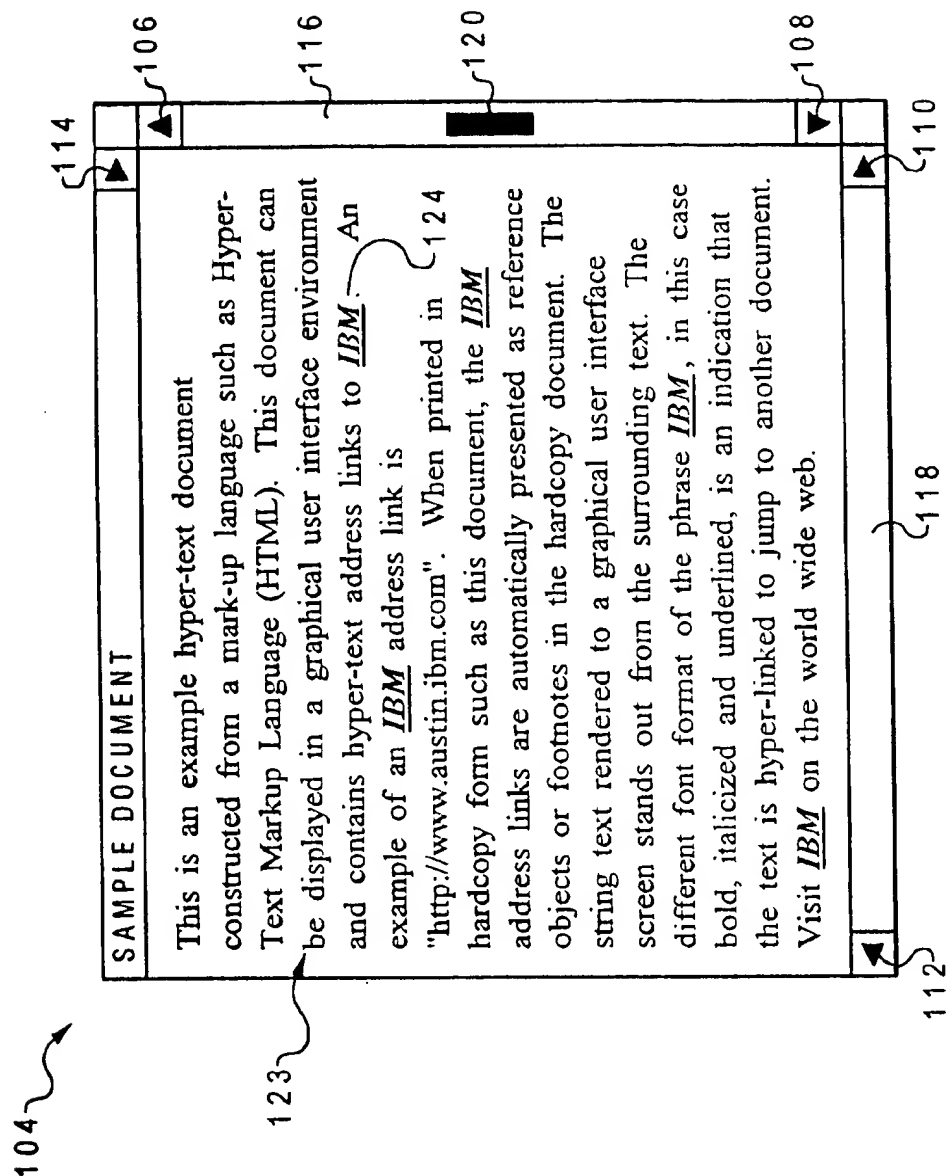 104
114
SAMPLE DOCUMENT
106
This is an example hyper-text document
constructed from a mark-up language such as Hyper-
Text Markup Language (HTML). This document can
be displayed in a graphical user interface environment
and contains hyper-text address links to IBM. An
example of an IBM address link is
"http://www.austin.ibm.com". When printed in
hardcopy form such as this document, the IBM
address links are automatically presented as reference
objects or footnotes in the hardcopy document. The
string text rendered to a graphical user interface
screen stands out from the surrounding text. The
different font format of the phrase IBM, in this case
bold, italicized and underlined, is an indication that
the text is hyper-linked to jump to another document.
Visit IBM on the world wide web.
116
123
124
120
108
112
118
110